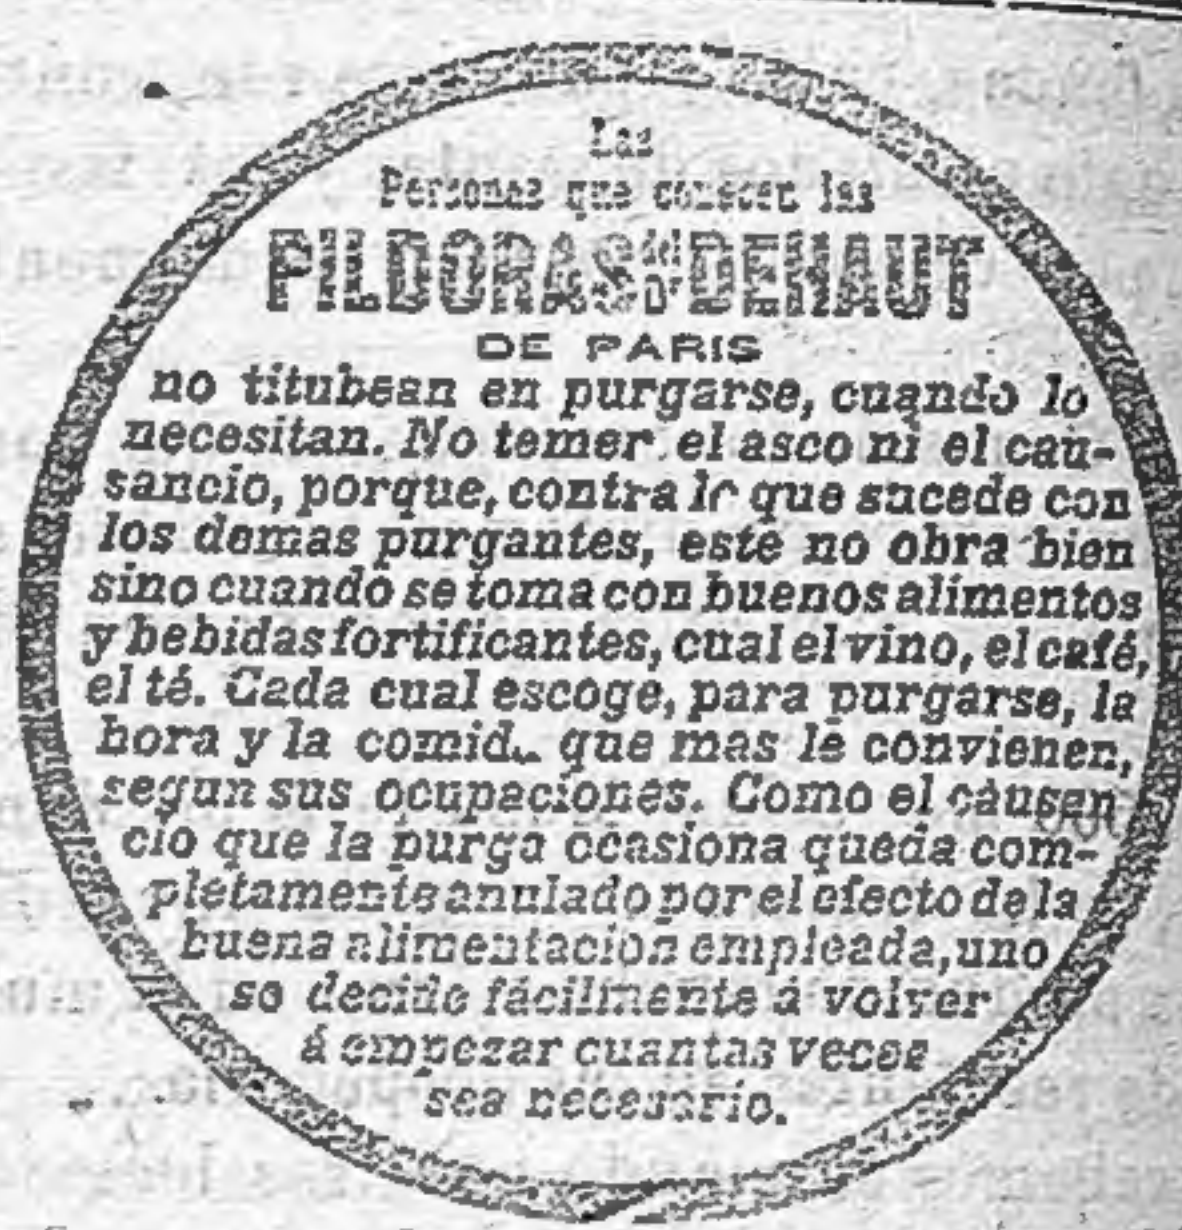 Las
Personas que conocen las
PILDORAS DEL DR DEHAUT
DE PARIS
no titubean en purgarse, cuando lo
necesitan. No temer el asco ni el cau-
sancio, porque, contra lo que sucede con
los demas purgantes, este no obra bien
sino cuando se toma con buenos alimentos
y bebidas fortificantes, cual el vino, el café,
el té. Cada cual escoge, para purgarse, la
hora y la comid que mas le convienen,
segun sus ocupaciones. Como el causan
cio que la purga ocasiona queda com-
pletamente anulado por el efecto de la
buena alimentacion empleada, uno
se decide fácilmente á volver
á empezar cuantas veces
sea necesario.